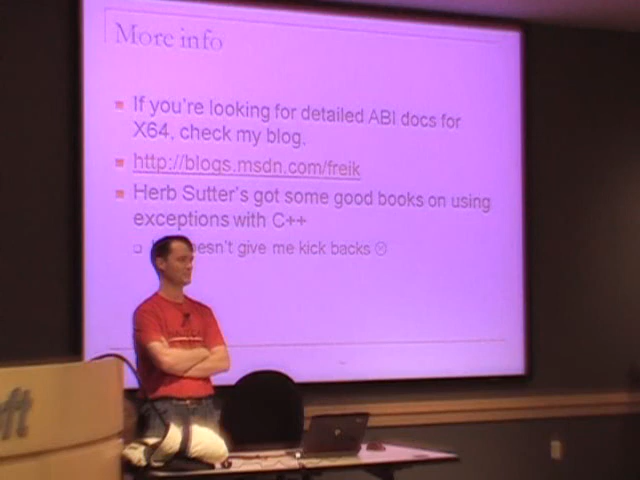 More info
If you're looking for detailed ABI docs for
X64, check my blog,
http://blogs.msdn.com/freik
Herb Sutter's got some good books on using
exceptions with C++
give me kick backs ☹
ft